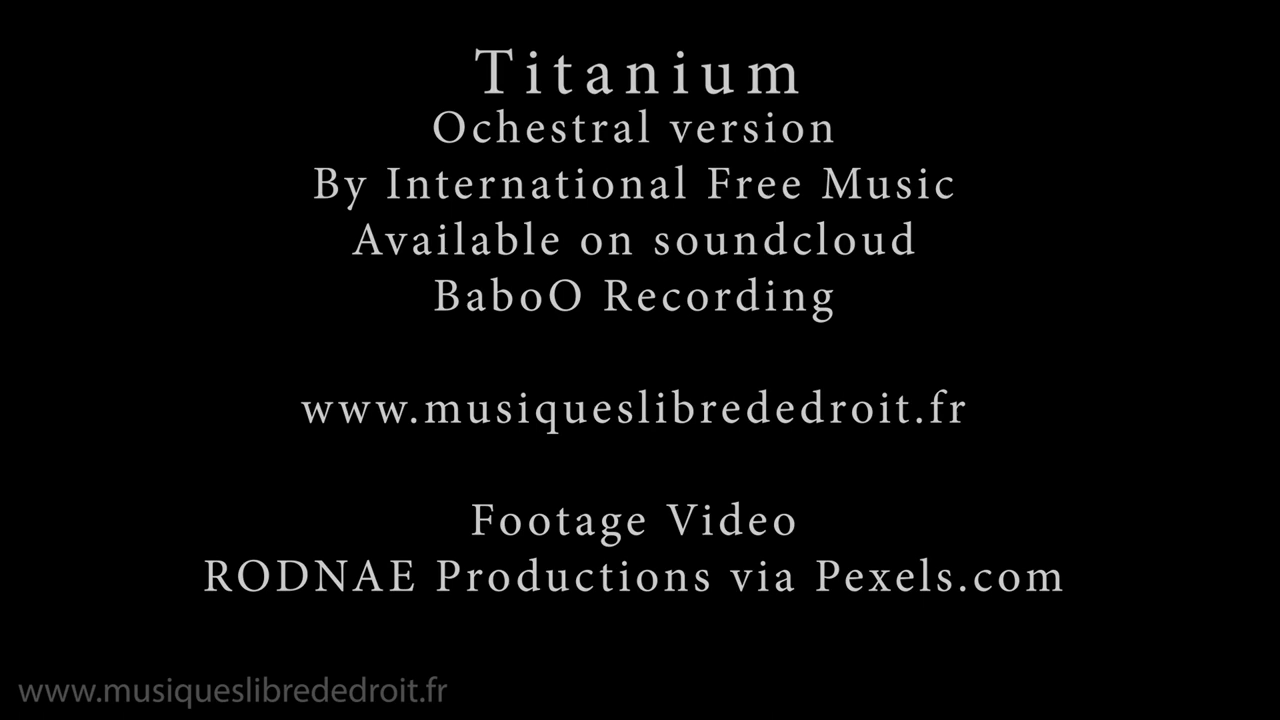 Titanium
Ochestral version
By International Free Music
Available on soundcloud
BaboO Recording
www.musiqueslibrededroit.fr
Footage Video
RODNAE Productions via Pexels.com
www.musiqueslibrededroit.fr